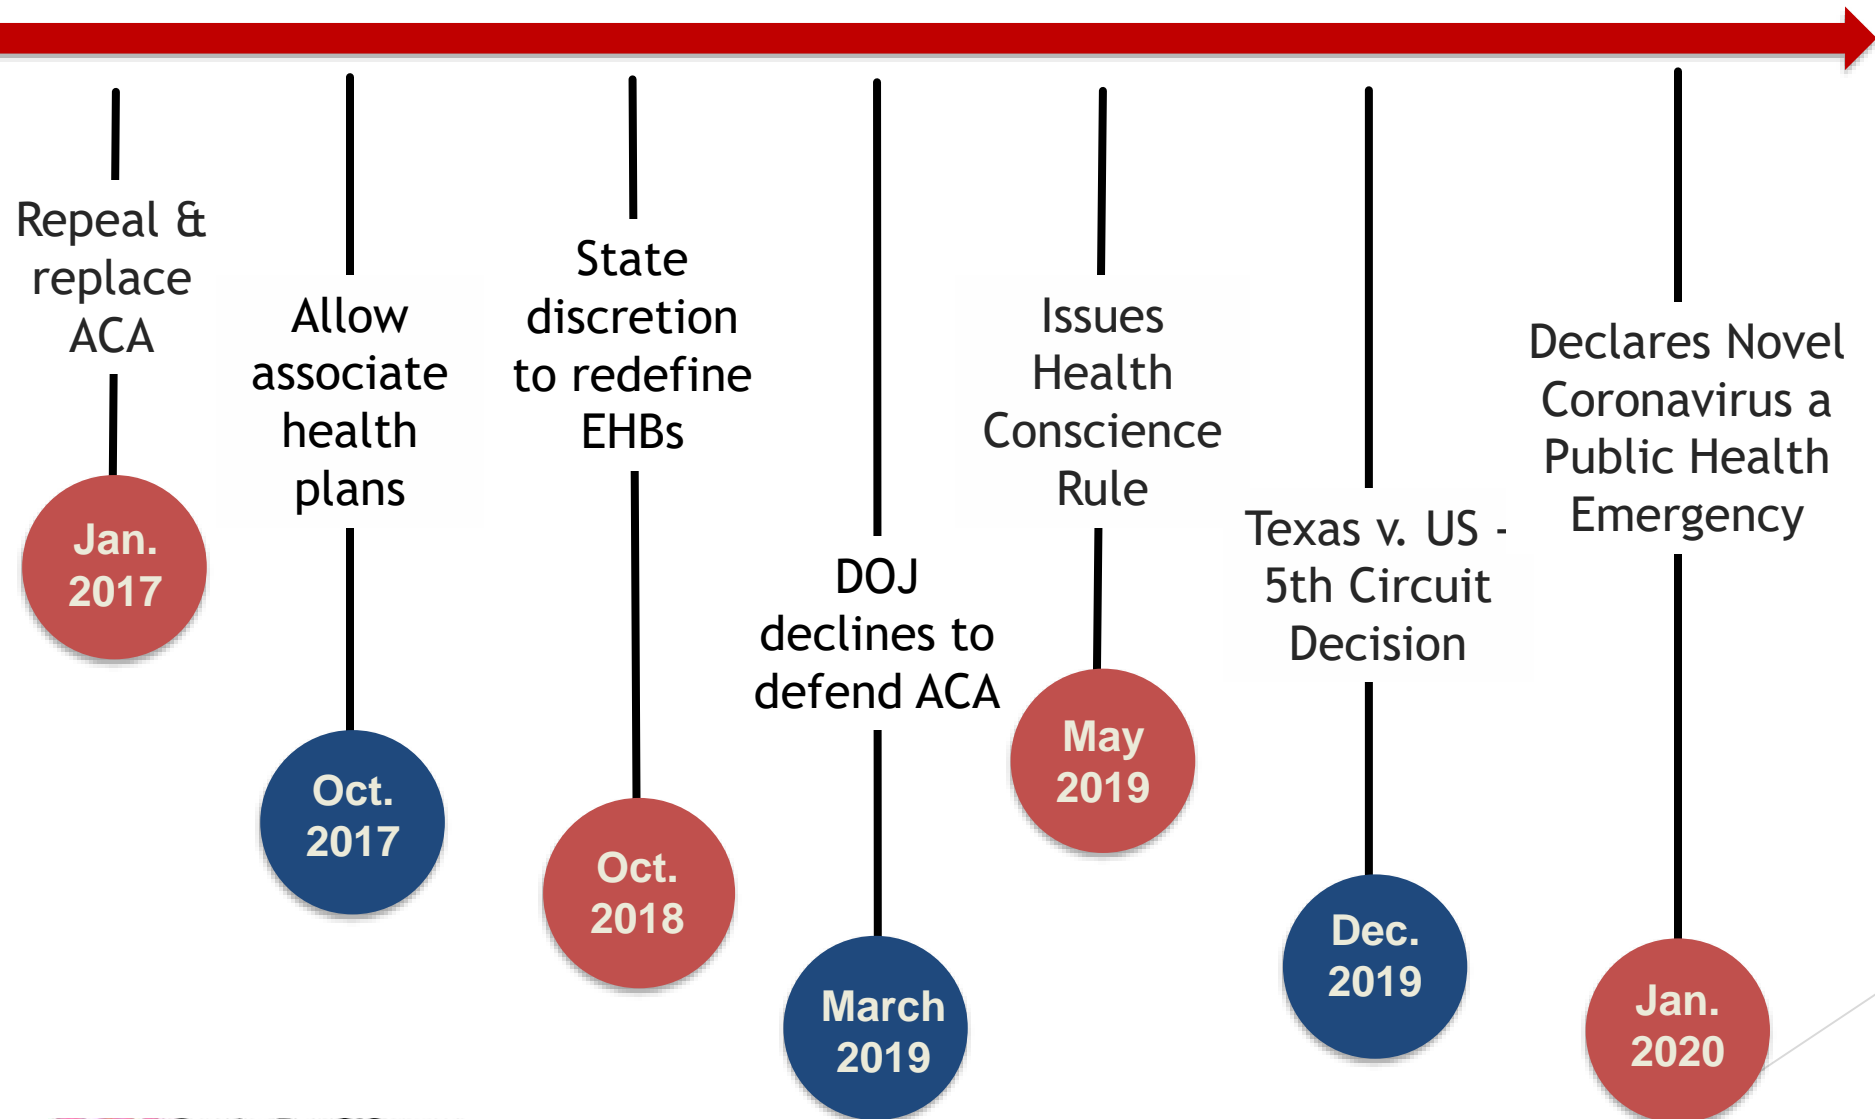 Repeal &
replace
ACA
Jan.
2017
Allow
associate
health
plans
Oct.
2017
State
discretion
to redefine
EHBs
Oct.
2018
DOJ
declines to
defend ACA
March
2019
Issues
Health
Conscience
Rule
May
2019
Texas v. US -
5th Circuit
Decision
Dec.
2019
Declares Novel
Coronavirus a
Public Health
Emergency
Jan.
2020